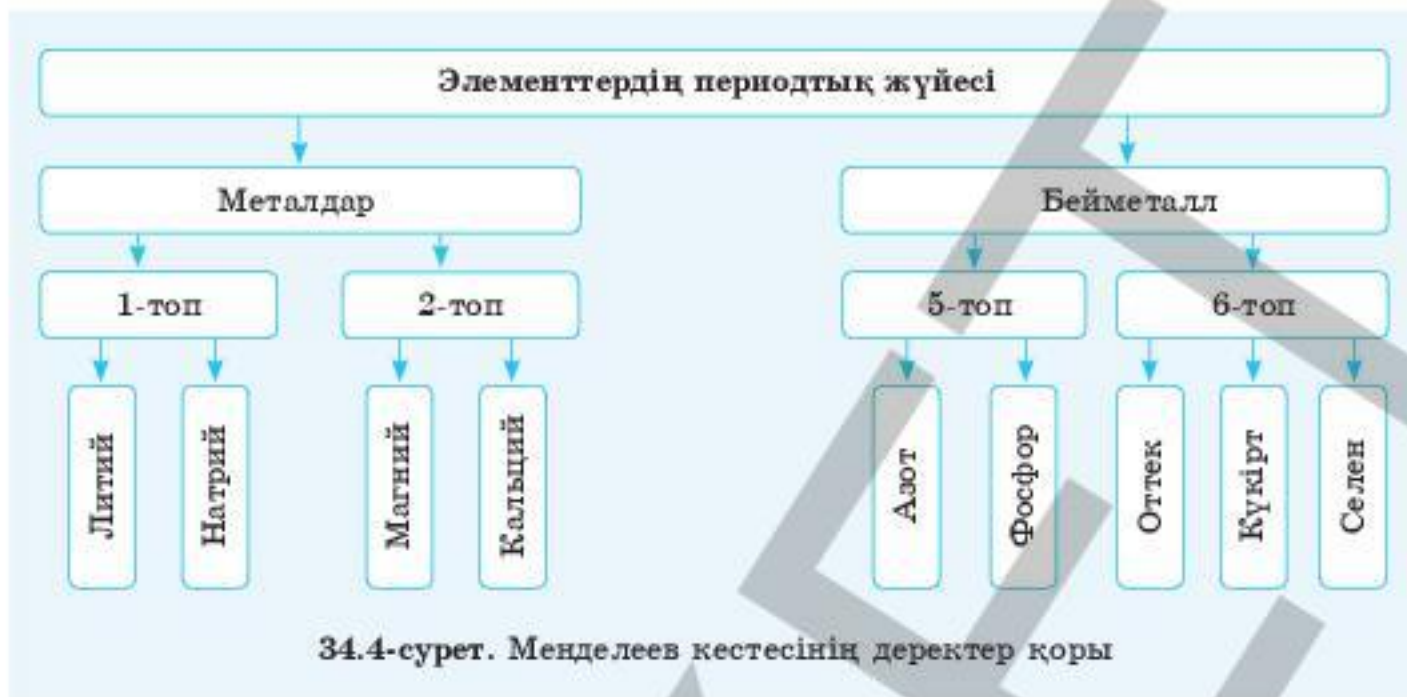 Элементтердің периодтық жүйесі
Металдар
Бейметалл
1-топ
2-топ
5-топ
6-топ
Литий
Натрий
Магний
Кальций
Азот
Фосфор
Оттек
Күкірт
Селен
34.4-сурет. Менделеев кестесінің деректер қоры